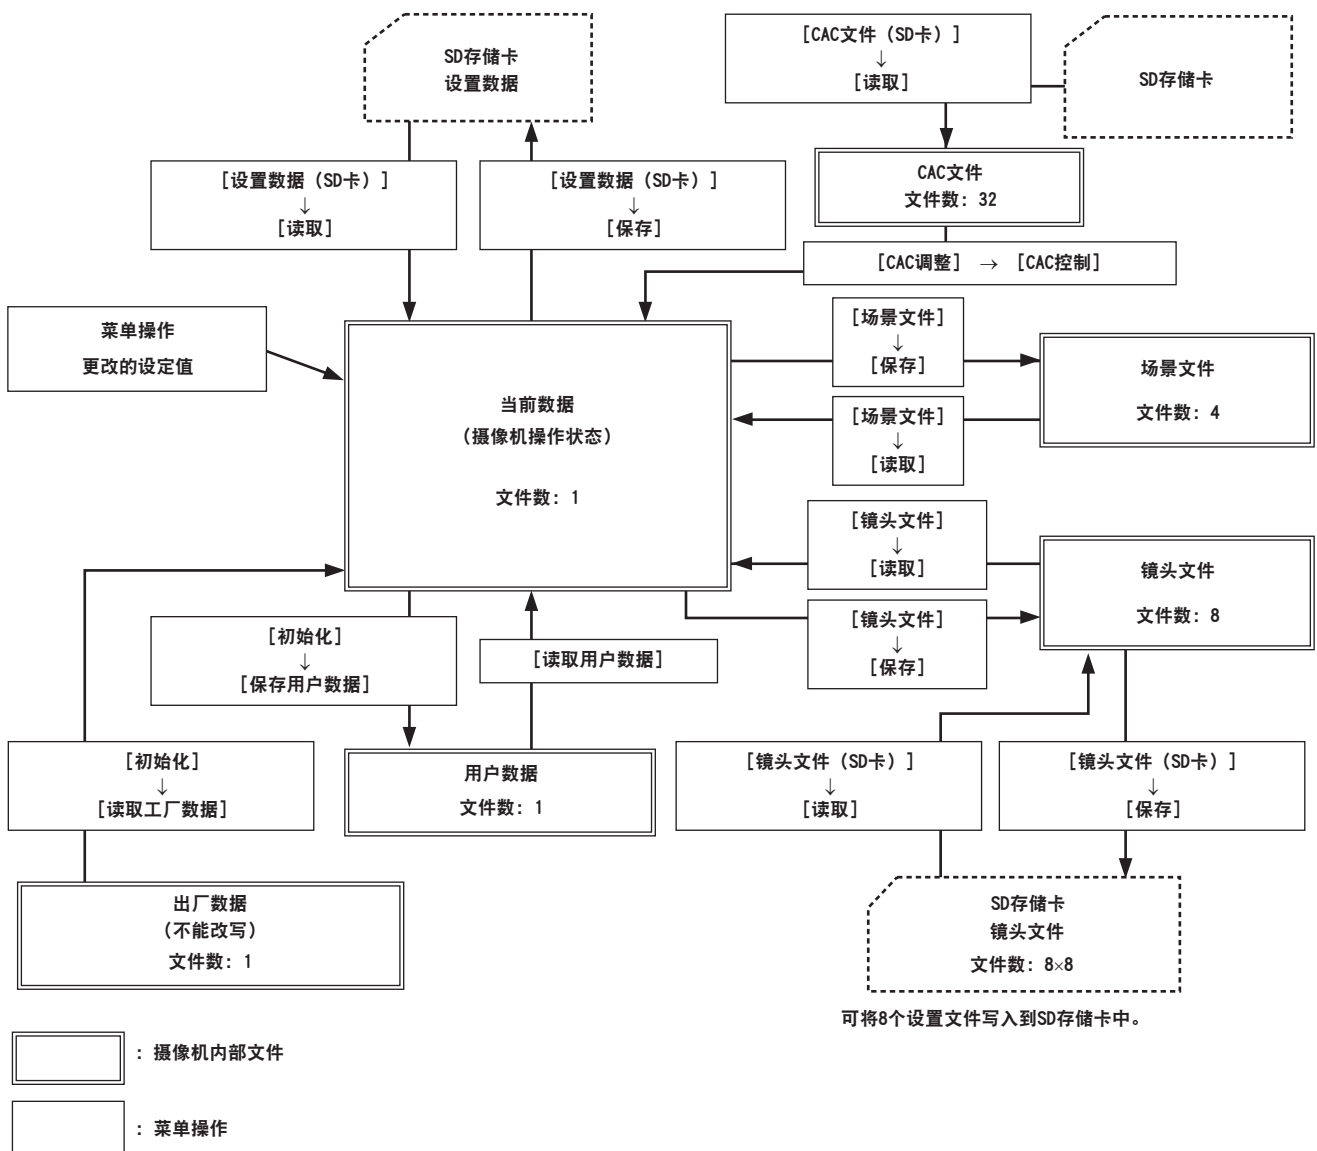 SD存储卡
设置数据
[CAC文件（SD卡）]
↓
[读取]
SD存储卡
[设置数据（SD卡）]
↓
[读取]
[设置数据（SD卡）]
↓
[保存]
CAC文件
文件数: 32
[CAC调整] → [CAC控制]
菜单操作
更改的设定值
当前数据
（摄像机操作状态）
文件数: 1
[场景文件]
↓
[保存]
场景文件
文件数: 4
[场景文件]
↓
[读取]
[镜头文件]
↓
[读取]
镜头文件
文件数: 8
[镜头文件]
↓
[保存]
[初始化]
↓
[保存用户数据]
[读取用户数据]
[初始化]
↓
[读取工厂数据]
用户数据
文件数: 1
[镜头文件（SD卡）]
↓
[读取]
[镜头文件（SD卡）]
↓
[保存]
出厂数据
（不能改写）
文件数: 1
SD存储卡
镜头文件
文件数: 8×8
可将8个设置文件写入到SD存储卡中。
: 摄像机内部文件
: 菜单操作